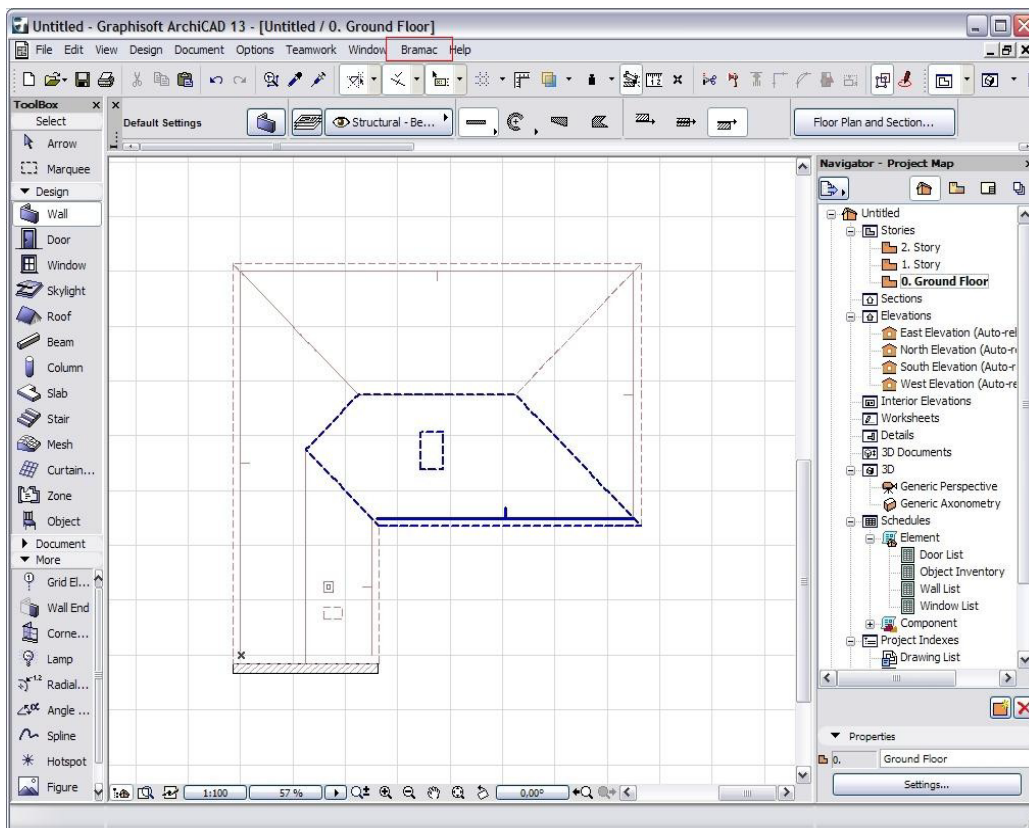 Untitled - Graphisoft ArchiCAD 13 - [Untitled / 0. Ground Floor]
File Edit View Design Document Options Teamwork Window Bramac Help
ToolBox
Select
Arrow
Marquee
Design
Wall
Door
Window
Skylight
Roof
Beam
Column
Slab
Stair
Mesh
Curtain...
Zone
Object
Document
More
Grid El...
Wall End
Corne...
Lamp
Radial...
Angle ...
Spline
Hotspot
Figure
Default Settings
Structural - Be...
Floor Plan and Section...
Navigator - Project Map
Untitled
Stories
2. Story
1. Story
0. Ground Floor
Sections
Elevations
East Elevation (Auto-rel
North Elevation (Auto-r
South Elevation (Auto-r
West Elevation (Auto-re
Interior Elevations
Worksheets
Details
3D Documents
3D
Generic Perspective
Generic Axonometry
Schedules
Element
Door List
Object Inventory
Wall List
Window List
Component
Project Indexes
Drawing List
Properties
0. Ground Floor
Settings...
1:100 57 % 0,00°